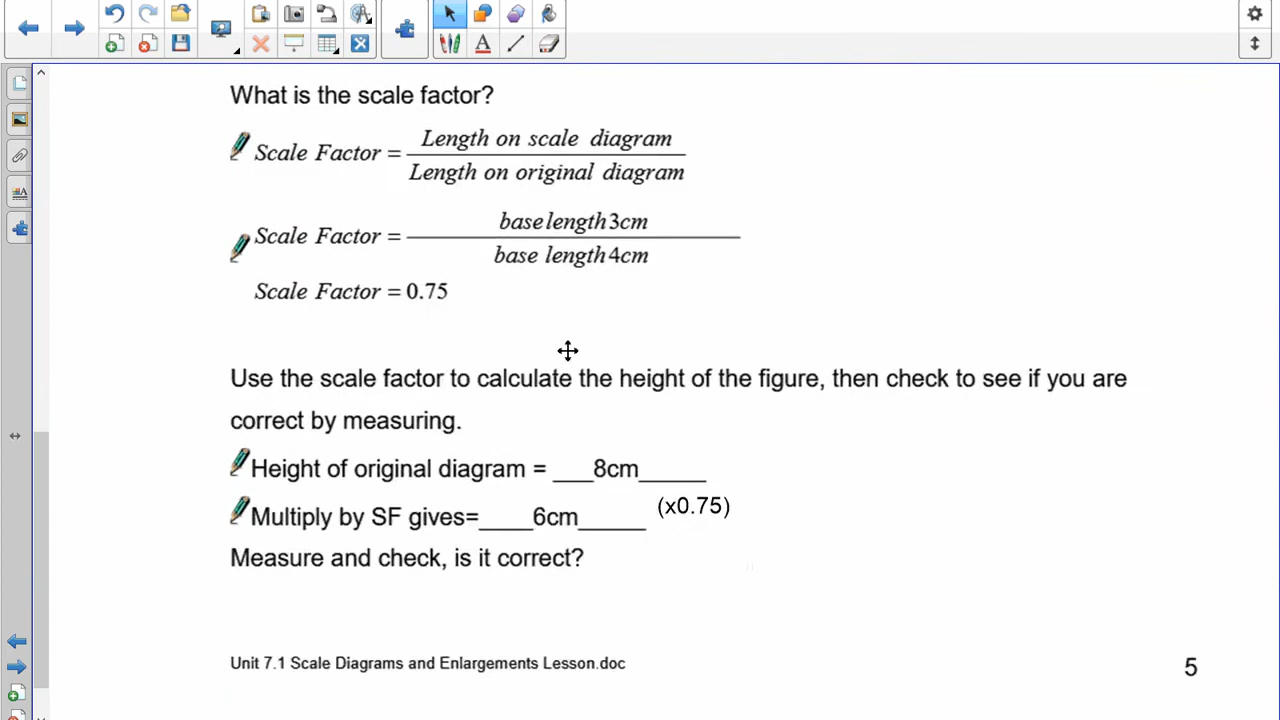 What is the scale factor?
Scale Factor = Length on scale diagram
Length on original diagram
Scale Factor = base length 3cm
base length 4cm
Scale Factor = 0.75
Use the scale factor to calculate the height of the figure, then check to see if you are
correct by measuring.
Height of original diagram = ___8cm_____
Multiply by SF gives=____6cm_____ (x0.75)
Measure and check, is it correct?
Unit 7.1 Scale Diagrams and Enlargements Lesson.doc
5